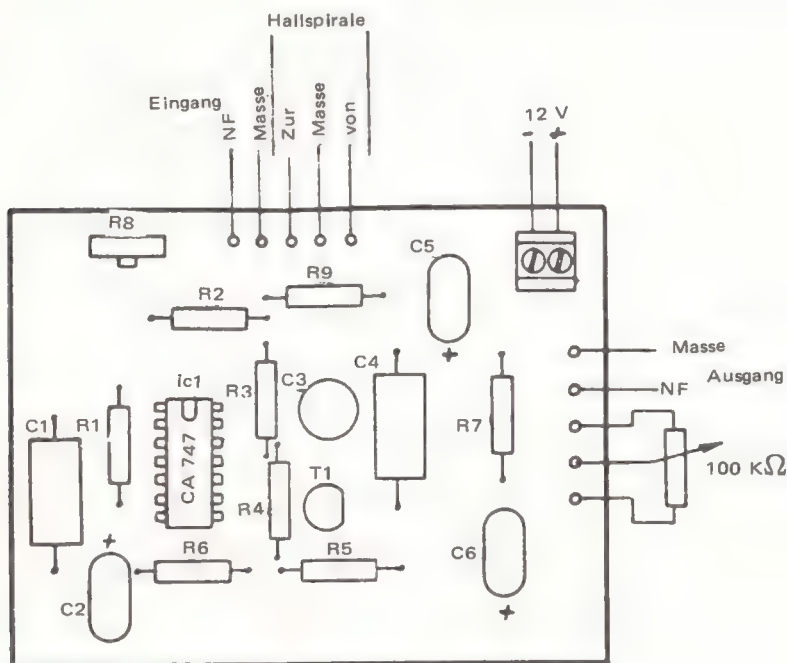 Hallspirale
Eingang
NF
Masse
Zur
Masse
von
12 V
- +
R8
C5
R9
R2
Masse
Ausgang
NF
C4
ic1
R3
C3
C1
R1
R7
CA 747
100 KΩ
T1
R4
R6
R5
C6
C2
+
+
+